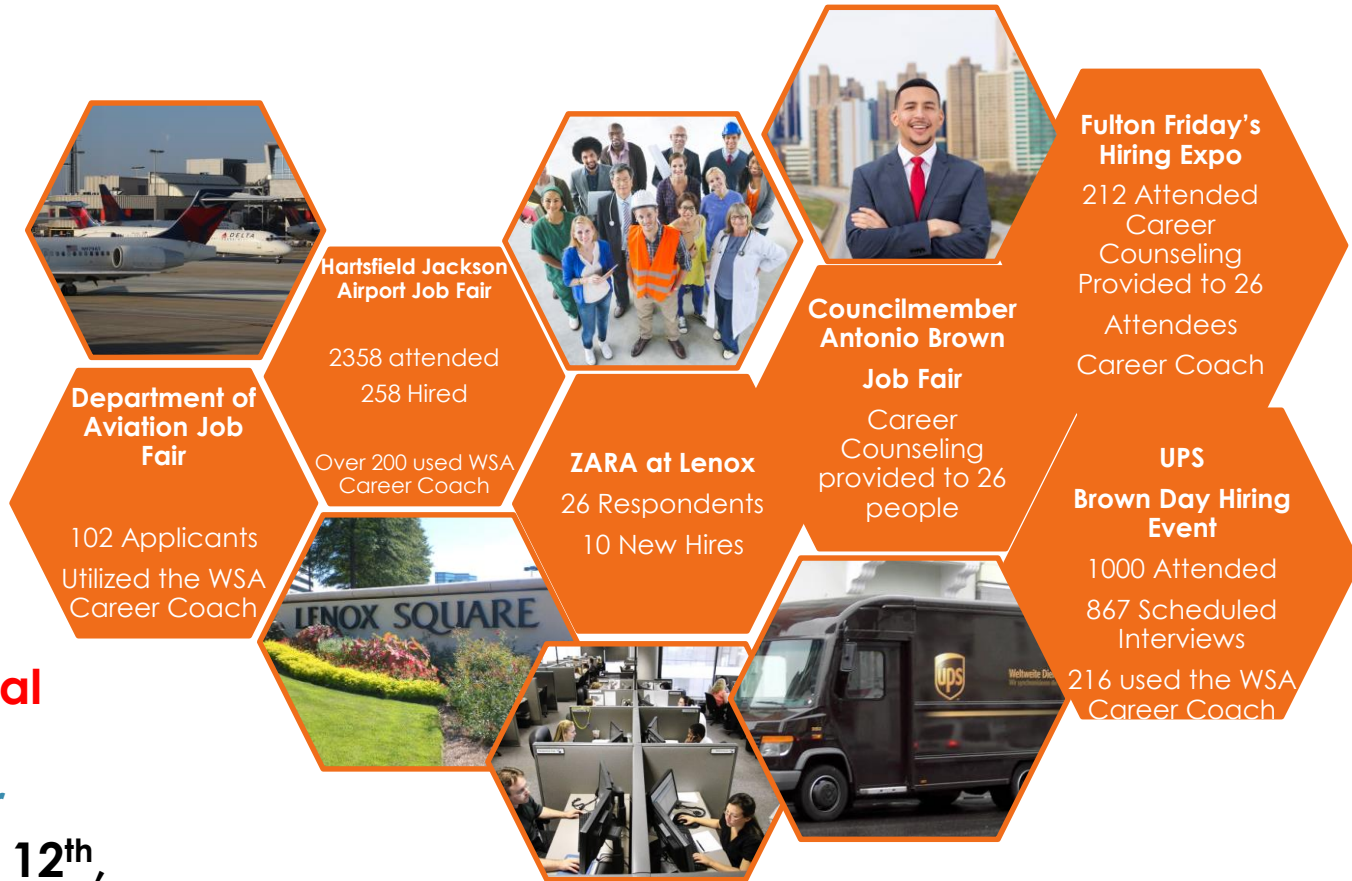 Department of
Aviation Job
Fair
102 Applicants
Utilized the WSA
Career Coach
Hartsfield Jackson
Airport Job Fair
2358 attended
258 Hired
Over 200 used WSA
Career Coach
LENOX SQUARE
ZARA at Lenox
26 Respondents
10 New Hires
Councilmember
Antonio Brown
Job Fair
Career
Counseling
provided to 26
people
Fulton Friday’s
Hiring Expo
212 Attended
Career
Counseling
Provided to 26
Attendees
Career Coach
UPS
Brown Day Hiring
Event
1000 Attended
867 Scheduled
Interviews
216 used the WSA
Career Coach
DELTA
ups
Weltweite
al
12th,